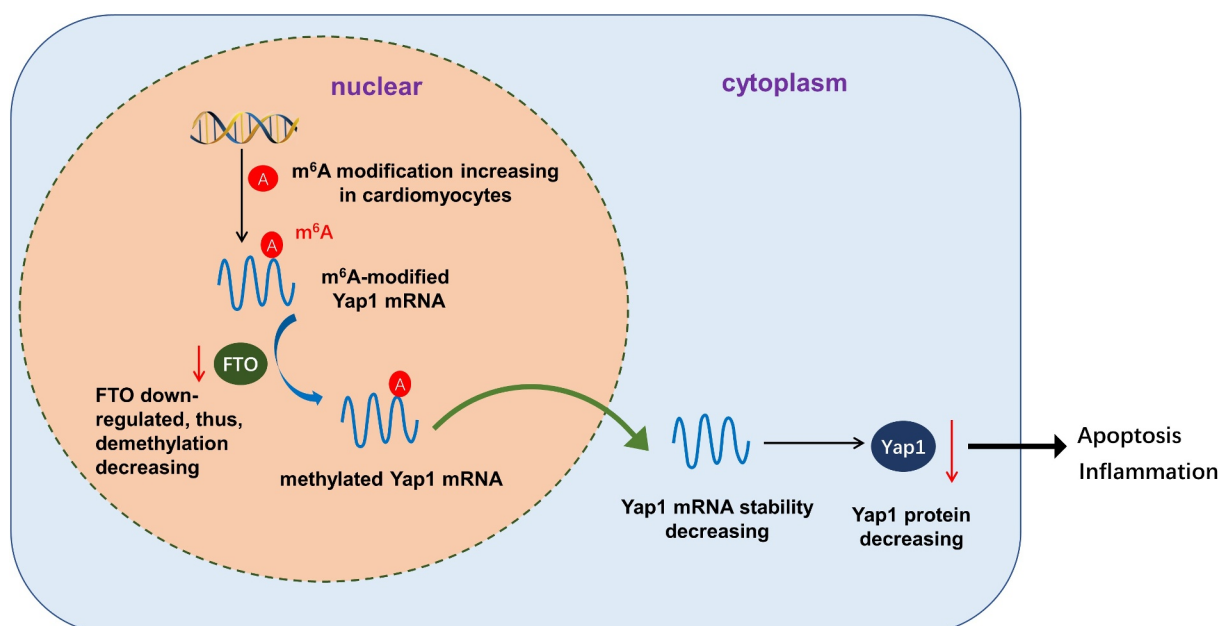 nuclear
cytoplasm
A
m⁶A modification increasing
in cardiomyocytes
A
m⁶A
m⁶A-modified
Yap1 mRNA
FTO
FTO down-
regulated, thus,
demethylation
decreasing
A
methylated Yap1 mRNA
Yap1 mRNA stability
decreasing
Yap1
Yap1 protein
decreasing
Apoptosis
Inflammation